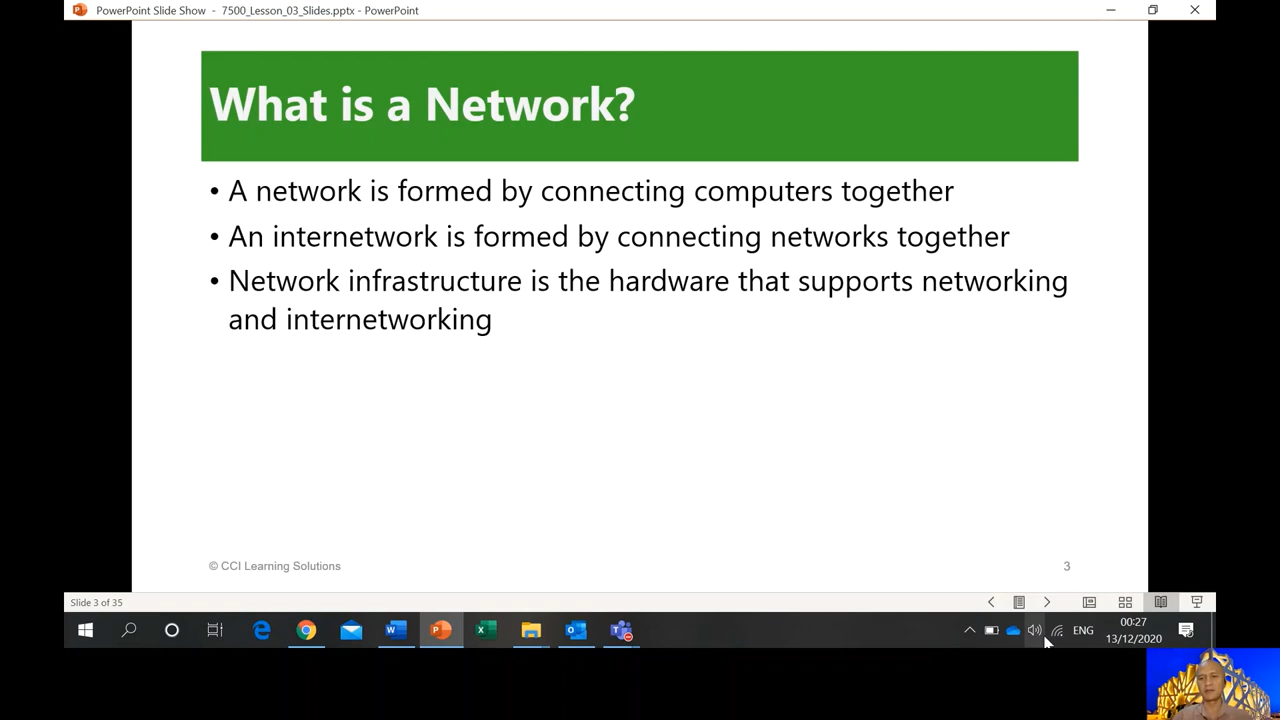 PowerPoint Slide Show - 7500_Lesson_03_Slides.pptx - PowerPoint
What is a Network?
• A network is formed by connecting computers together
• An internetwork is formed by connecting networks together
• Network infrastructure is the hardware that supports networking
and internetworking
© CCI Learning Solutions
3
Slide 3 of 35
ENG
00:27
13/12/2020